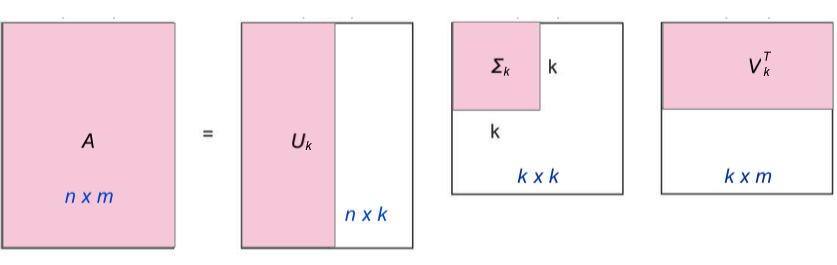 A
n x m
=
U_k
n x k
Σ_k
k
k
k x k
V_k^T
k x m